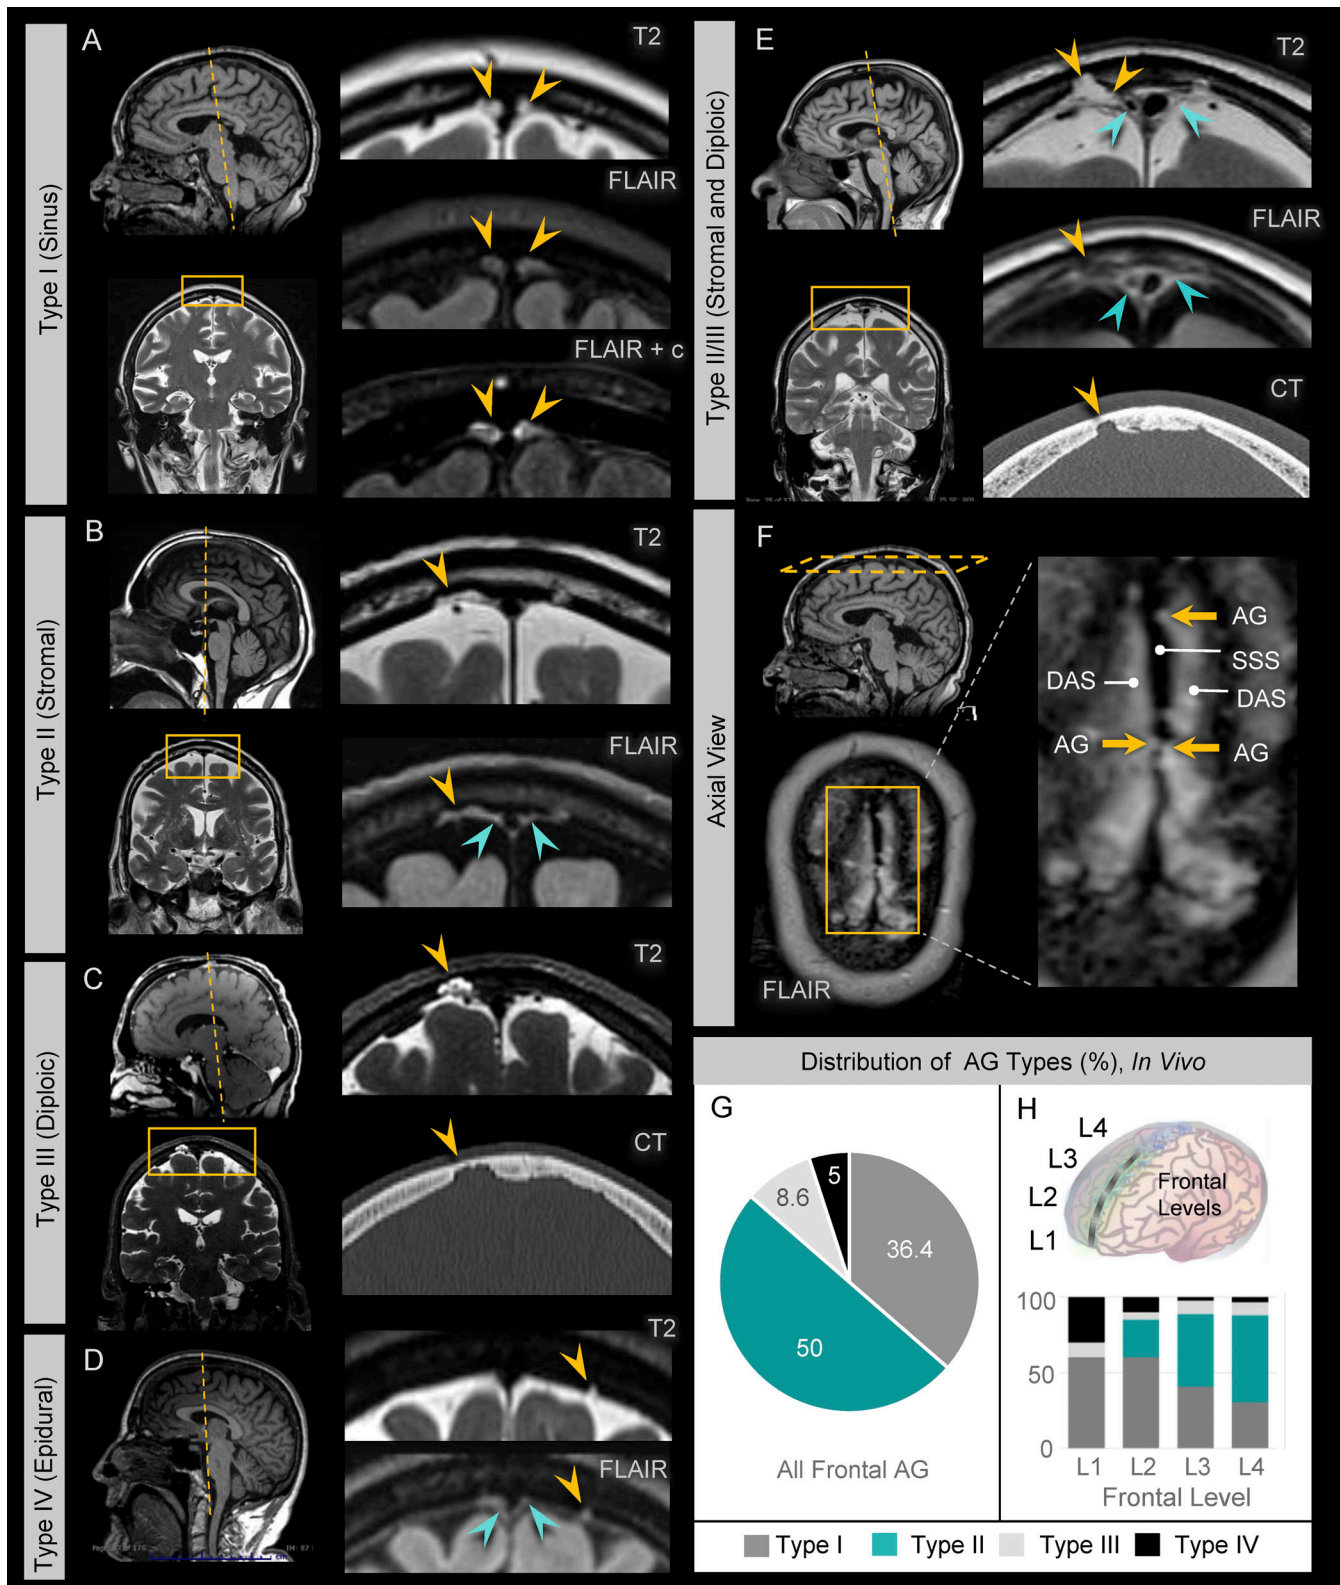 A
Type I (Sinus)
T2
FLAIR
FLAIR + c
B
Type II (Stromal)
T2
FLAIR
C
Type III (Diploic)
T2
CT
D
Type IV (Epidural)
T2
FLAIR
E
Type II/III (Stromal and Diploic)
T2
FLAIR
CT
F
Axial View
FLAIR
AG
SSS
DAS
DAS
AG
AG
Distribution of AG Types (%), In Vivo
G
5
8.6
36.4
50
All Frontal AG
H
L4
L3
L2
L1
Frontal
Levels
100
50
0
L1 L2 L3 L4
Frontal Level
Type I Type II Type III Type IV